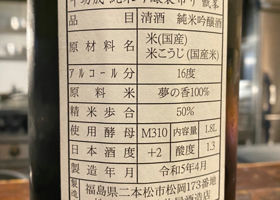 品目 清酒 純米吟醸酒
原材料名 米(国産)
米こうじ(国産米)
アルコール分 16度
原料米 夢の香100%
精米歩合 50%
使用酵母 M310 内容量 1.8L
日本酒度 +2 酸度 1.3
製造年月 令和5年4月
製造
福島県二本松市松岡173番地